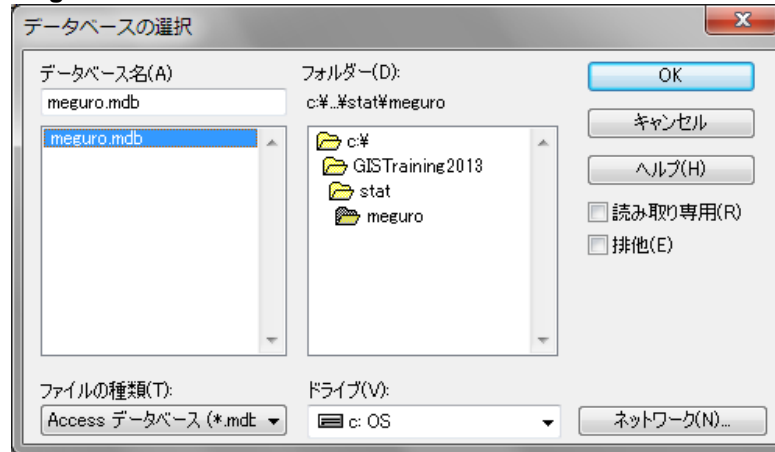 データベースの選択
データベース名(A)
meguro.mdb
meguro.mdb
ファイルの種類(T):
Access データベース (*.mdb
フォルダー(D):
c:¥..¥stat¥meguro
c:¥
GISTraining2013
stat
meguro
ドライブ(V):
c: OS
OK
キャンセル
ヘルプ(H)
読み取り専用(R)
排他(E)
ネットワーク(N)...